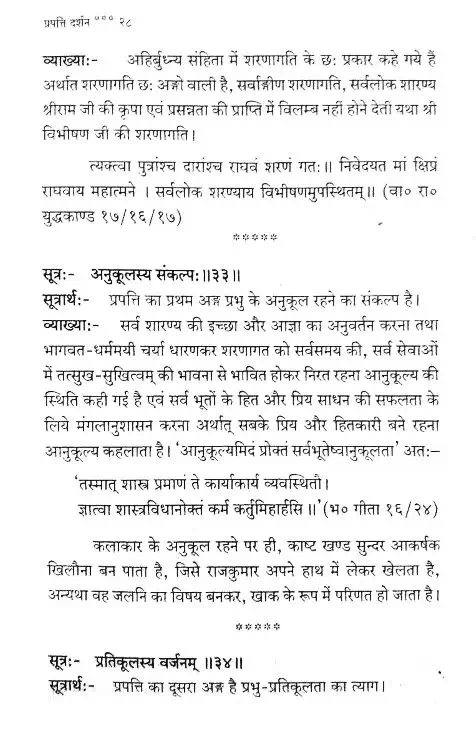 प्रपत्ति दर्शन ५५५ २८
व्याख्या:- अहिर्बुध्न्य संहिता में शरणागति के छ: प्रकार कहे गये हैं
अर्थात शरणागति छ: अङ्गो वाली है, सर्वाङ्गीण शरणागति, सर्वलोक शारण्य
श्रीराम जी की कृपा एवं प्रसन्नता की प्राप्ति में विलम्ब नहीं होने देती यथा श्री
विभीषण जी की शरणागति।
त्यक्त्वा पुत्रांश्च दारांश्च राघवं शरणं गतः॥ निवेदयत मां क्षिप्रं
राघवाय महात्मने । सर्वलोक शरण्याय विभीषणमुपस्थितम्॥ (वा० रा०
युद्धकाण्ड १७/१६/१७)
*****
सूत्र:- अनुकूलस्य संकल्प:॥३३॥
सूत्रार्थ:- प्रपत्ति का प्रथम अङ्ग प्रभु के अनुकूल रहने का संकल्प है।
व्याख्या:- सर्व शारण्य की इच्छा और आज्ञा का अनुवर्तन करना तथा
भागवत-धर्ममयी चर्या धारणकर शरणागत को सर्वसमय की, सर्व सेवाओं
में तत्सुख-सुखित्वम् की भावना से भावित होकर निरत रहना आनुकूल्य की
स्थिति कही गई है एवं सर्व भूतों के हित और प्रिय साधन की सफलता के
लिये मंगलानुशासन करना अर्थात् सबके प्रिय और हितकारी बने रहना
आनुकूल्य कहलाता है। 'आनुकूल्यमिदं प्रोक्तं सर्वभूतेष्वानुकूलता' अत:–
'तस्मात् शास्त्र प्रमाणं ते कार्याकार्य व्यवस्थितौ।
ज्ञात्वा शास्त्रविधानोक्तं कर्म कर्तुमिहार्हसि॥'(भ० गीता १६/२४)
कलाकार के अनुकूल रहने पर ही, काष्ट खण्ड सुन्दर आकर्षक
खिलौना बन पाता है, जिसे राजकुमार अपने हाथ में लेकर खेलता है,
अन्यथा वह जलनि का विषय बनकर, खाक के रूप में परिणत हो जाता है।
*****
सूत्र:- प्रतिकूलस्य वर्जनम् ॥३४॥
सूत्रार्थ:- प्रपत्ति का दूसरा अङ्ग है प्रभु-प्रतिकूलता का त्याग।